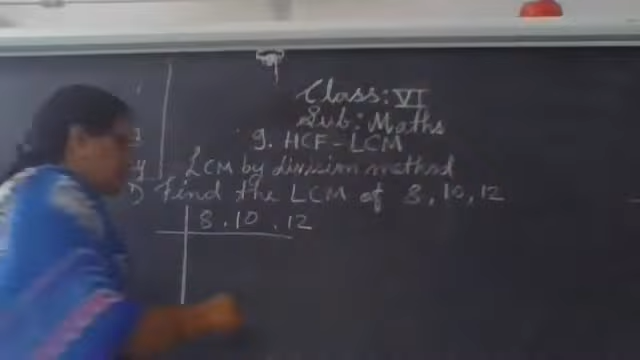 Class: VI
Sub: Maths
9. HCF-LCM
LCM by division method
1) Find the LCM of 8, 10, 12
8, 10, 12